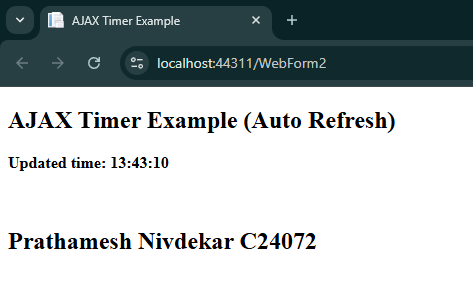 AJAX Timer Example
localhost:44311/WebForm2
AJAX Timer Example (Auto Refresh)
Updated time: 13:43:10
Prathamesh Nivdekar C24072